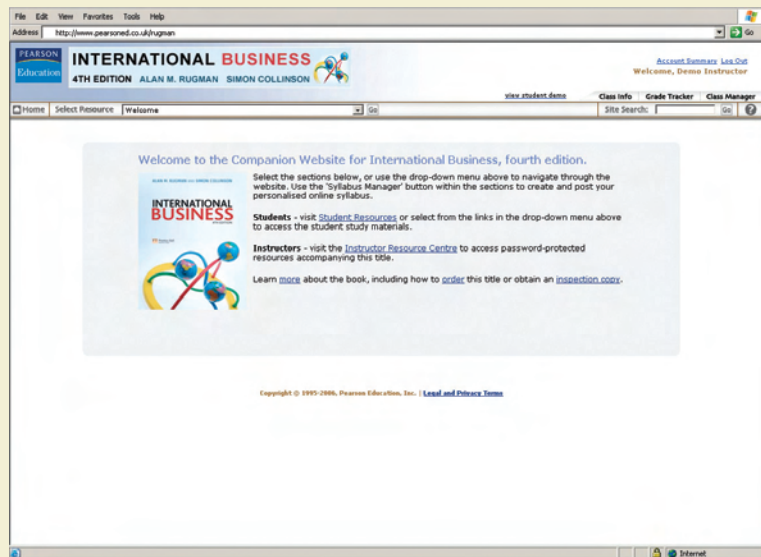 File Edit View Favorites Tools Help
Address http://www.pearsoned.co.uk/rugman Go
PEARSON
Education
INTERNATIONAL BUSINESS
4TH EDITION ALAN M. RUGMAN SIMON COLLINSON
Account Summary Log Out
Welcome, Demo Instructor
view student demo Class Info Grade Tracker Class Manager
Home Select Resource Welcome Go Site Search: Go ?
Welcome to the Companion Website for International Business, fourth edition.
ALAN M. RUGMAN AND SIMON COLLINSON
INTERNATIONAL
BUSINESS
Select the sections below, or use the drop-down menu above to navigate through the
website. Use the 'Syllabus Manager' button within the sections to create and post your
personalised online syllabus.
Students - visit Student Resources or select from the links in the drop-down menu above
to access the student study materials.
Instructors - visit the Instructor Resource Centre to access password-protected
resources accompanying this title.
Learn more about the book, including how to order this title or obtain an inspection copy.
Copyright © 1995-2006, Pearson Education, Inc. | Legal and Privacy Terms
Internet